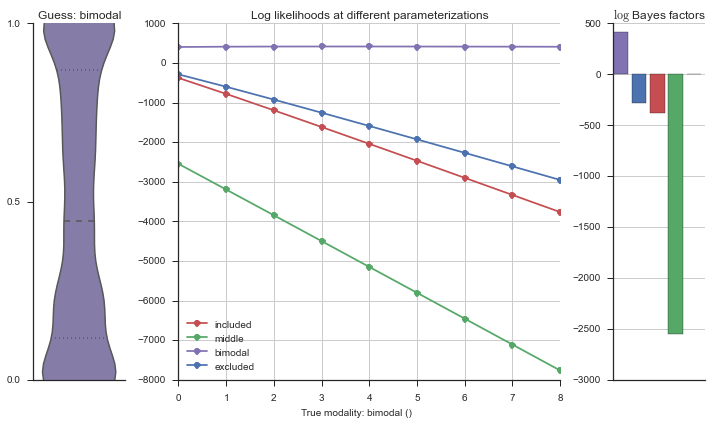 Guess: bimodal
1.0
0.5
0.0
Log likelihoods at different parameterizations
1000
0
−1000
−2000
−3000
−4000
−5000
−6000
−7000
−8000
included
middle
bimodal
excluded
0 1 2 3 4 5 6 7 8
True modality: bimodal ()
log Bayes factors
500
0
−500
−1000
−1500
−2000
−2500
−3000